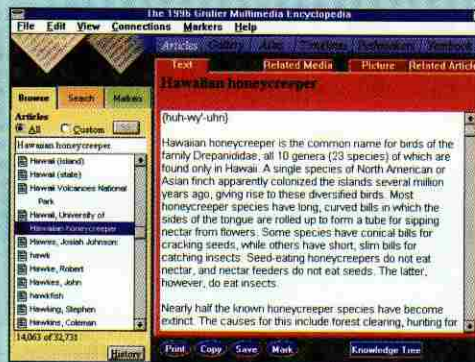 The 1996 Grolier Multimedia Encyclopedia
File Edit View Connections Markers Help
Articles Gallery Atlas Timelines Pathmakers
Text Related Media Picture Related Article
Browse Search Markers
Articles
All Custom
Hawaiian honeycreeper
Hawaii (island)
Hawaii (state)
Hawaii Volcanoes National
Park
Hawaii, University of
Hawaiian honeycreeper
Hawes, Josiah Johnson:
hawk
Hawke, Robert
Hawkes, John
hawkfish
Hawking, Stephen
Hawkins, Coleman
14,063 of 32,731
History
Hawaiian honeycreeper
{huh-wy'-uhn}
Hawaiian honeycreeper is the common name for birds of the
family Drepanididae, all 10 genera (23 species) of which are
found only in Hawaii. A single species of North American or
Asian finch apparently colonized the islands several million
years ago, giving rise to these diversified birds. Most
honeycreeper species have long, curved bills in which the
sides of the tongue are rolled up to form a tube for sipping
nectar from flowers. Some species have conical bills for
cracking seeds, while others have short, slim bills for
catching insects. Seed-eating honeycreepers do not eat
nectar, and nectar feeders do not eat seeds. The latter,
however, do eat insects.
Nearly half the known honeycreeper species have become
extinct. The causes for this include forest clearing, hunting for
Print Copy Save Mark Knowledge Tree